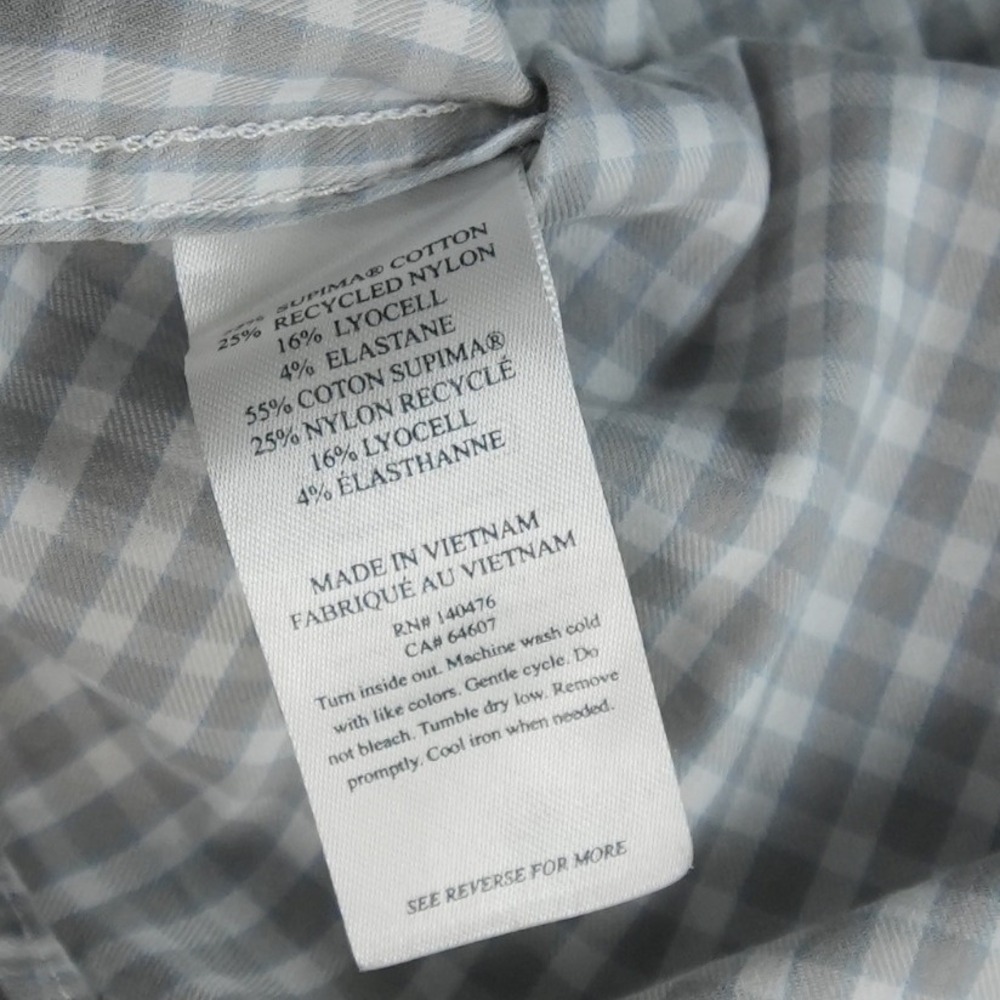 55% SUPIMA® COTTON
25% RECYCLED NYLON
16% LYOCELL
4% ELASTANE
55% COTON SUPIMA®
25% NYLON RECYCLÉ
16% LYOCELL
4% ÉLASTHANNE
MADE IN VIETNAM
FABRIQUÉ AU VIETNAM
RN# 140476
CA# 64607
Turn inside out. Machine wash cold
with like colors. Gentle cycle. Do
not bleach. Tumble dry low. Remove
promptly. Cool iron when needed.
SEE REVERSE FOR MORE